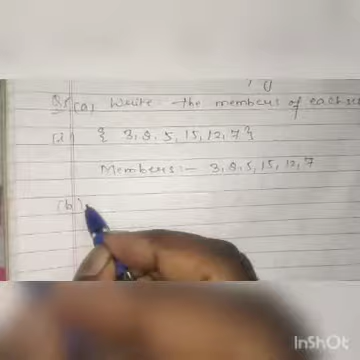 Q1 (a) Write the members of each se
(a) { 3, 8, 5, 15, 12, 7 }
Members :- 3, 8, 5, 15, 12, 7
(b)
InShOt